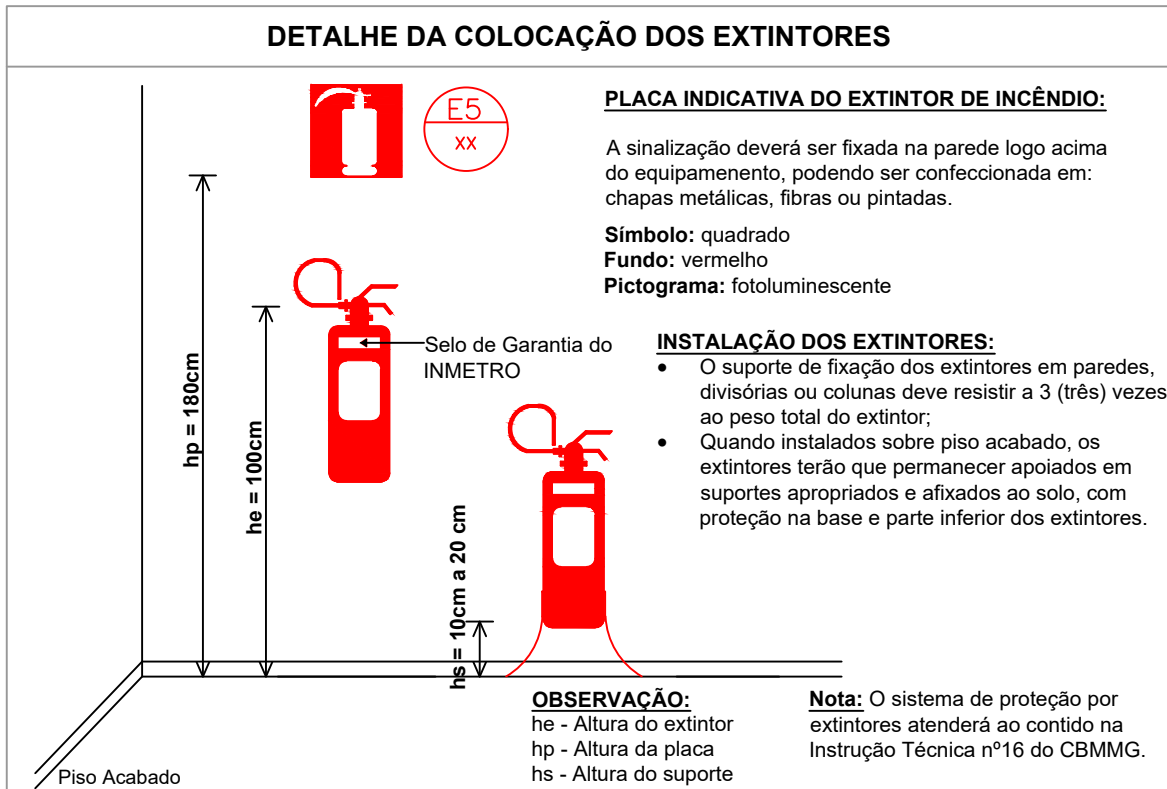 DETALHE DA COLOCAÇÃO DOS EXTINTORES
E5
xx
PLACA INDICATIVA DO EXTINTOR DE INCÊNDIO:
A sinalização deverá ser fixada na parede logo acima
do equipamenento, podendo ser confeccionada em:
chapas metálicas, fibras ou pintadas.
Símbolo: quadrado
Fundo: vermelho
Pictograma: fotoluminescente
hp = 180cm
he = 100cm
Selo de Garantia do
INMETRO
hs = 10cm a 20 cm
INSTALAÇÃO DOS EXTINTORES:
• O suporte de fixação dos extintores em paredes,
divisórias ou colunas deve resistir a 3 (três) vezes
ao peso total do extintor;
• Quando instalados sobre piso acabado, os
extintores terão que permanecer apoiados em
suportes apropriados e afixados ao solo, com
proteção na base e parte inferior dos extintores.
OBSERVAÇÃO:
he - Altura do extintor
hp - Altura da placa
hs - Altura do suporte
Nota: O sistema de proteção por
extintores atenderá ao contido na
Instrução Técnica nº16 do CBMMG.
Piso Acabado